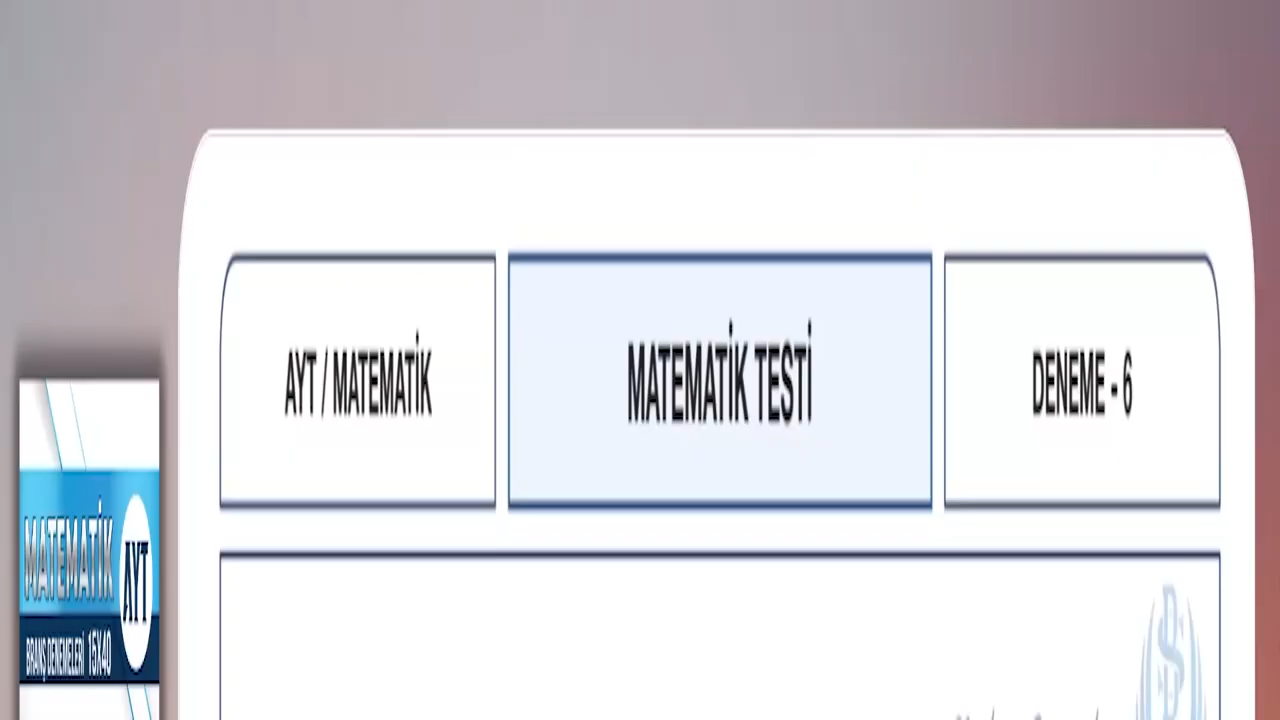 AYT / MATEMATİK
MATEMATİK TESTİ
DENEME - 6
MATEMATİK
AYT
BRANŞ DENEMELERİ 15X40